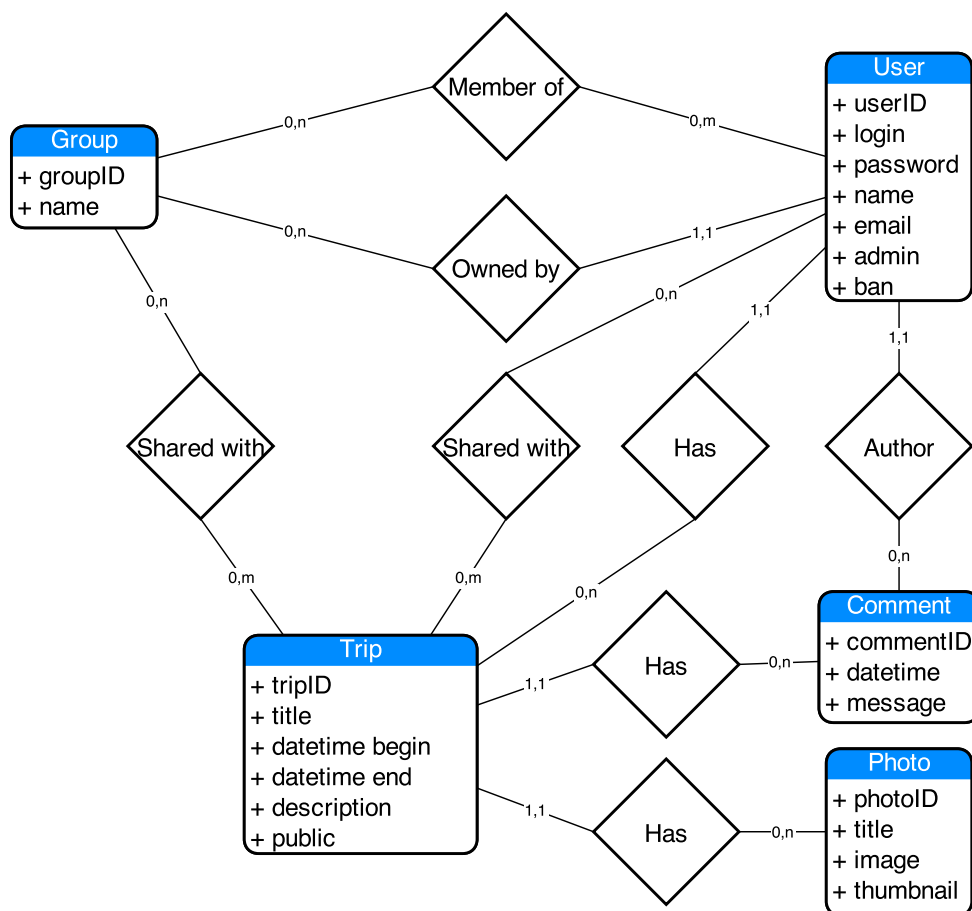 Member of
User
+ userID
+ login
+ password
+ name
+ email
+ admin
+ ban
0,n
0,m
Group
+ groupID
+ name
0,n
1,1
Owned by
0,n
0,n
1,1
1,1
Shared with
Shared with
Has
Author
0,m
0,m
0,n
0,n
Trip
+ tripID
+ title
+ datetime begin
+ datetime end
+ description
+ public
Comment
+ commentID
+ datetime
+ message
1,1
Has
0,n
Photo
+ photoID
+ title
+ image
+ thumbnail
1,1
Has
0,n